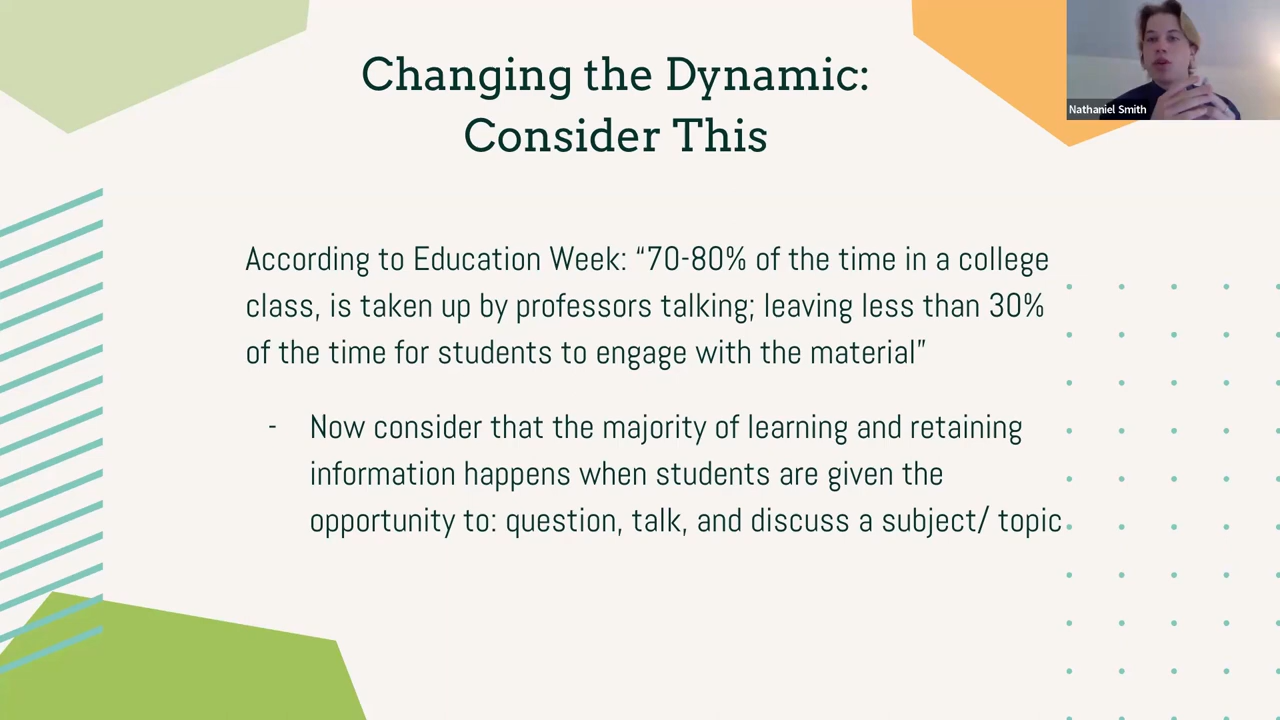 Changing the Dynamic:
Consider This
Nathaniel Smith
According to Education Week: “70-80% of the time in a college
class, is taken up by professors talking; leaving less than 30%
of the time for students to engage with the material”
- Now consider that the majority of learning and retaining
information happens when students are given the
opportunity to: question, talk, and discuss a subject/ topic